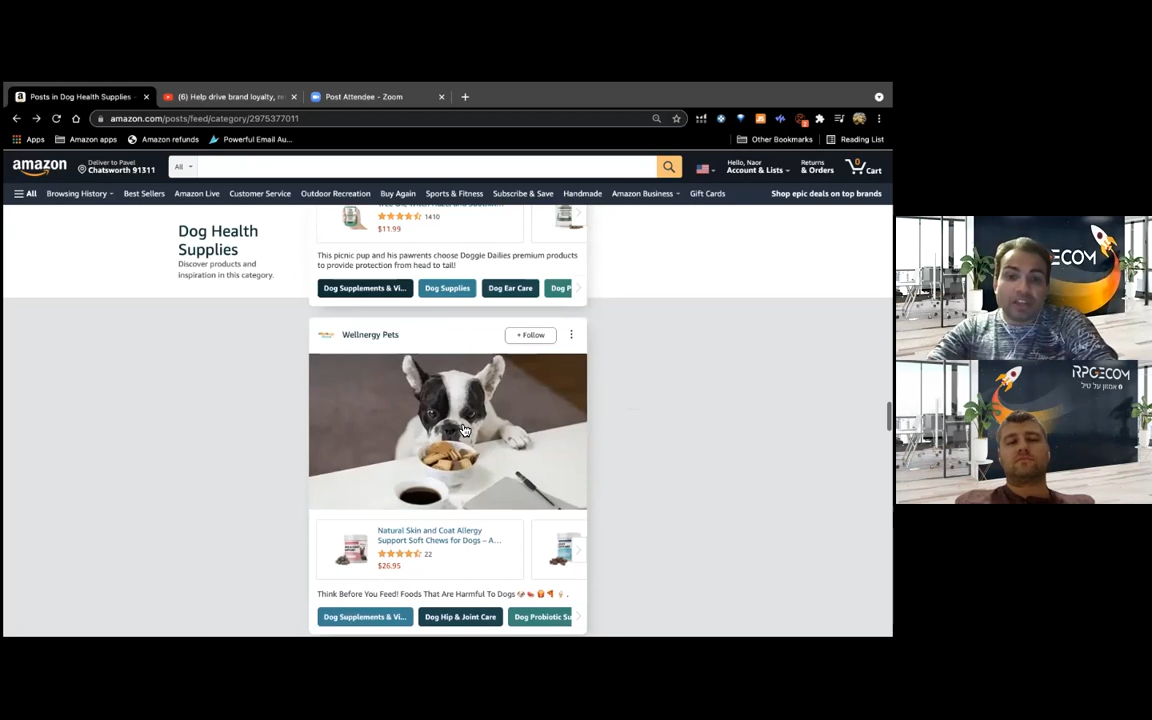 Posts in Dog Health Supplies
(6) Help drive brand loyalty, re
Post Attendee - Zoom
amazon.com/posts/feed/category/2975377011
Apps
Amazon apps
Amazon refunds
Powerful Email Au...
Other Bookmarks
Reading List
amazon
Deliver to Pavel
Chatsworth 91311
All
Hello, Naor
Account & Lists
Returns
& Orders
0
Cart
All
Browsing History
Best Sellers
Amazon Live
Customer Service
Outdoor Recreation
Buy Again
Sports & Fitness
Subscribe & Save
Handmade
Amazon Business
Gift Cards
Shop epic deals on top brands
Dog Health
Supplies
Discover products and
inspiration in this category.
1410
$11.99
This picnic pup and his pawrents choose Doggie Dailies premium products
to provide protection from head to tail!
Dog Supplements & Vi...
Dog Supplies
Dog Ear Care
Dog P
Wellnergy Pets
+ Follow
Natural Skin and Coat Allergy
Support Soft Chews for Dogs – A...
22
$26.95
Think Before You Feed! Foods That Are Harmful To Dogs
Dog Supplements & Vi...
Dog Hip & Joint Care
Dog Probiotic Su
ECOM
RPGECOM
אמזון על טיל